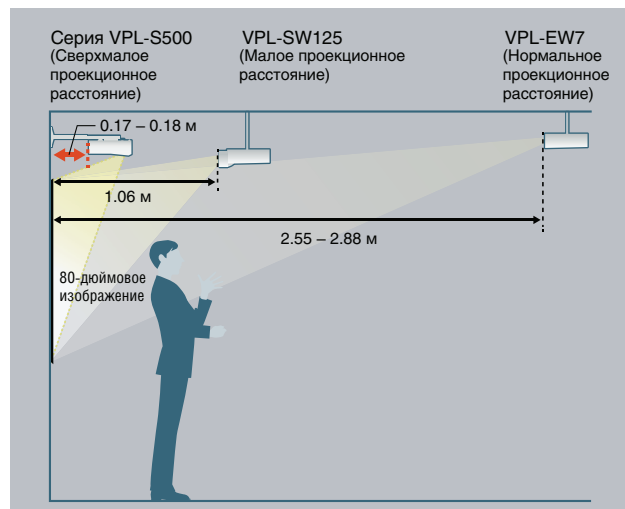 Серия VPL-S500
(Сверхмалое
проекционное
расстояние)
VPL-SW125
(Малое проекционное
расстояние)
VPL-EW7
(Нормальное
проекционное
расстояние)
0.17 – 0.18 м
1.06 м
2.55 – 2.88 м
80-дюймовое
изображение